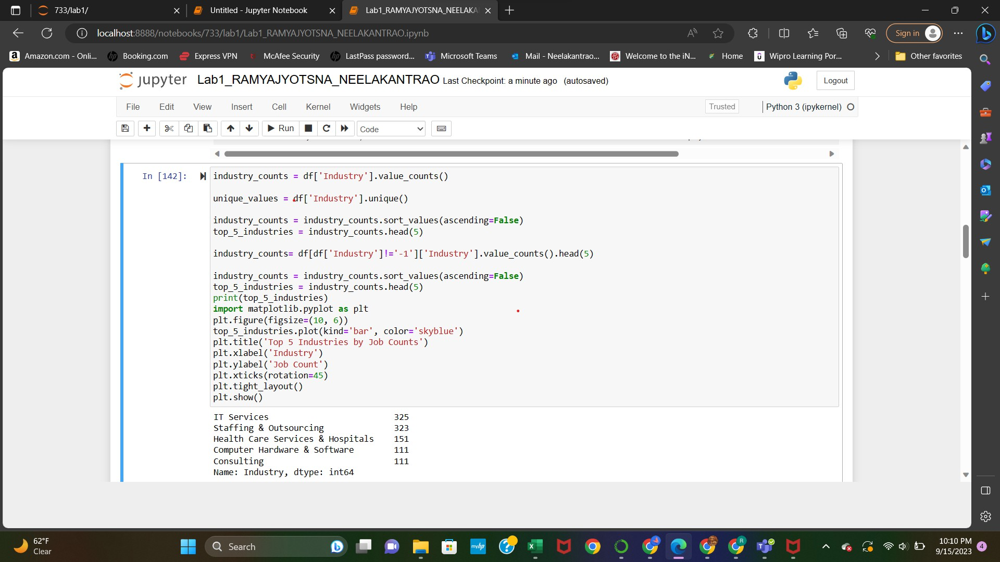 733/lab1/
Untitled - Jupyter Notebook
Lab1_RAMYAJYOTSNA_NEELAKA
localhost:8888/notebooks/733/lab1/Lab1_RAMYAJYOTSNA_NEELAKANTRAO.ipynb
Sign in
Amazon.com - Onli...
Booking.com
Express VPN
McAfee Security
LastPass password...
Microsoft Teams
Mail - Neelakantrao...
Welcome to the iN...
Home
Wipro Learning Por...
Other favorites
jupyter Lab1_RAMYAJYOTSNA_NEELAKANTRAO Last Checkpoint: a minute ago (autosaved)
Logout
File Edit View Insert Cell Kernel Widgets Help
Trusted
Python 3 (ipykernel)
Run
Code
In [142]:
industry_counts = df['Industry'].value_counts()
unique_values = df['Industry'].unique()
industry_counts = industry_counts.sort_values(ascending=False)
top_5_industries = industry_counts.head(5)
industry_counts= df[df['Industry']!='-1']['Industry'].value_counts().head(5)
industry_counts = industry_counts.sort_values(ascending=False)
top_5_industries = industry_counts.head(5)
print(top_5_industries)
import matplotlib.pyplot as plt
plt.figure(figsize=(10, 6))
top_5_industries.plot(kind='bar', color='skyblue')
plt.title('Top 5 Industries by Job Counts')
plt.xlabel('Industry')
plt.ylabel('Job Count')
plt.xticks(rotation=45)
plt.tight_layout()
plt.show()
IT Services 325
Staffing & Outsourcing 323
Health Care Services & Hospitals 151
Computer Hardware & Software 111
Consulting 111
Name: Industry, dtype: int64
62°F
Clear
Search
myhp
10:10 PM
9/15/2023
4